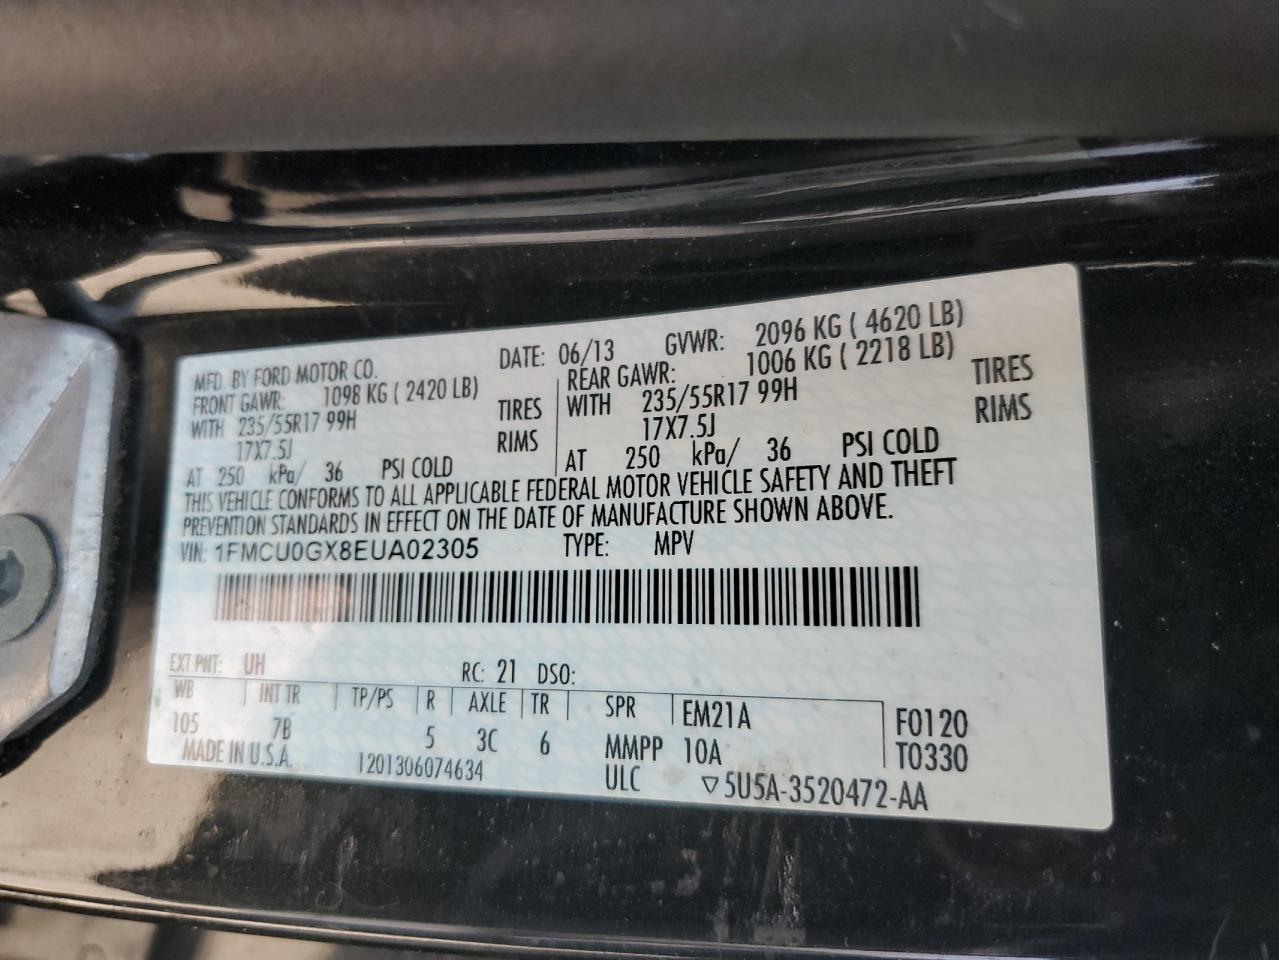 MFD. BY FORD MOTOR CO.
DATE: 06/13 GVWR: 2096 KG ( 4620 LB)
FRONT GAWR: 1098 KG ( 2420 LB)
WITH 235/55R17 99H TIRES
17X7.5J RIMS
AT 250 kPa/ 36 PSI COLD
REAR GAWR: 1006 KG ( 2218 LB)
WITH 235/55R17 99H TIRES
17X7.5J RIMS
AT 250 kPa/ 36 PSI COLD
THIS VEHICLE CONFORMS TO ALL APPLICABLE FEDERAL MOTOR VEHICLE SAFETY AND THEFT
PREVENTION STANDARDS IN EFFECT ON THE DATE OF MANUFACTURE SHOWN ABOVE.
VIN: 1FMCU0GX8EUA02305 TYPE: MPV
EXT PNT: UH RC: 21 DSO:
WB INT TR TP/PS R AXLE TR SPR EM21A F0120
105 7B 5 3C 6 MMPP 10A T0330
MADE IN U.S.A. 1201306074634 ULC ▽5U5A-3520472-AA